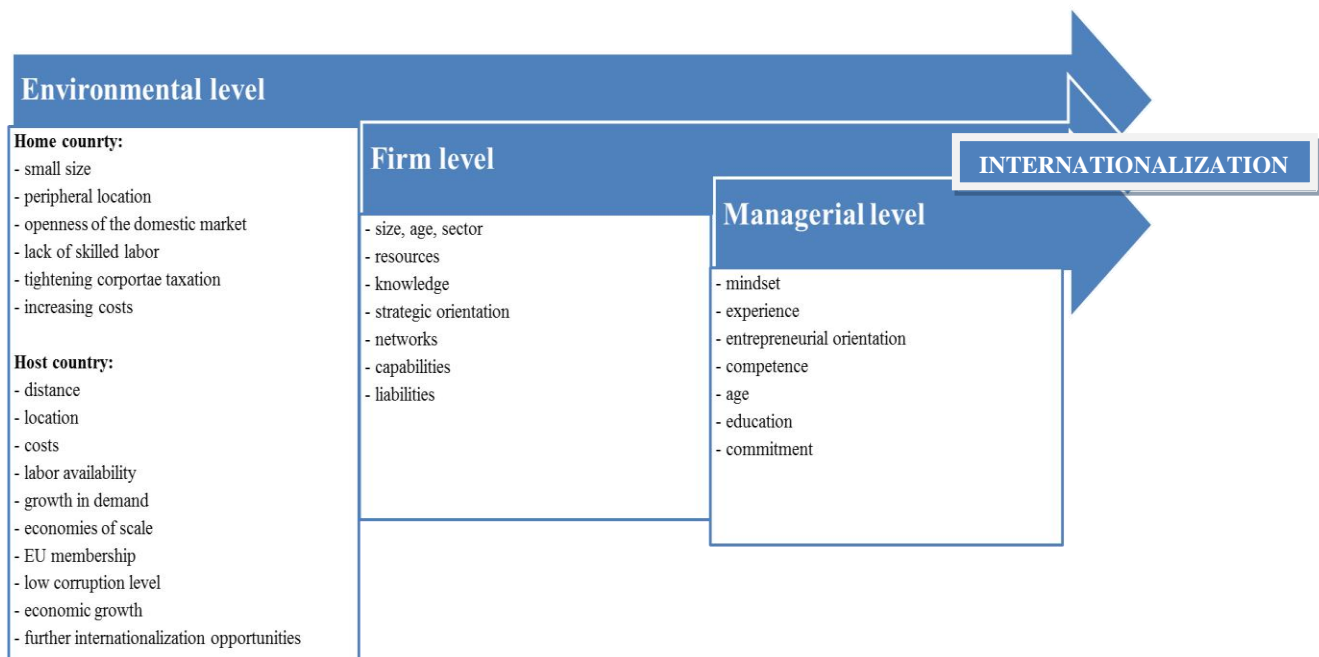 Environmental level
Home counrty:
- small size
- peripheral location
- openness of the domestic market
- lack of skilled labor
- tightening corportae taxation
- increasing costs
Host country:
- distance
- location
- costs
- labor availability
- growth in demand
- economies of scale
- EU membership
- low corruption level
- economic growth
- further internationalization opportunities
Firm level
- size, age, sector
- resources
- knowledge
- strategic orientation
- networks
- capabilities
- liabilities
Managerial level
- mindset
- experience
- entrepreneurial orientation
- competence
- age
- education
- commitment
INTERNATIONALIZATION